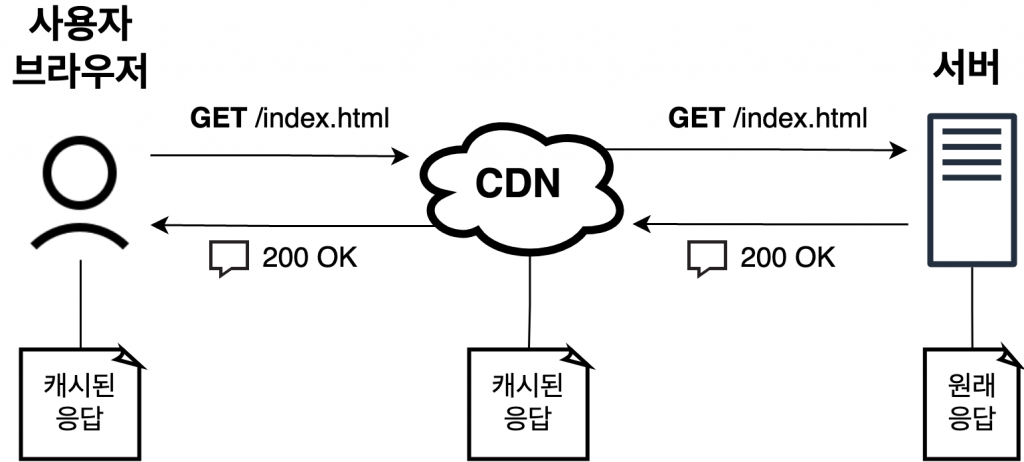 사용자
브라우저
서버
GET /index.html
GET /index.html
CDN
200 OK
200 OK
캐시된
응답
캐시된
응답
원래
응답